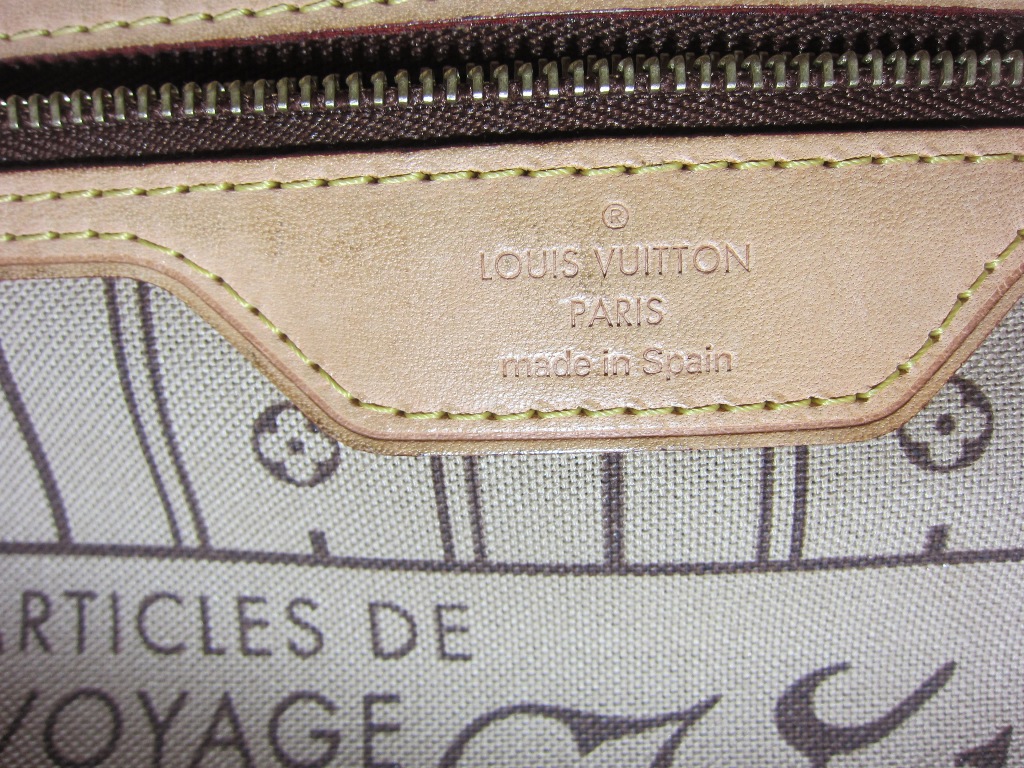 ®
LOUIS VUITTON
PARIS
made in Spain
ARTICLES DE
VOYAGE